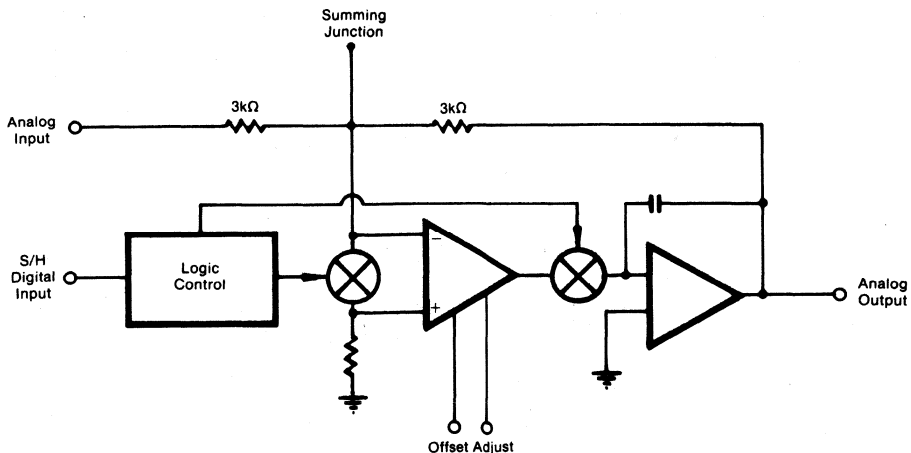 Summing
Junction
3kΩ
3kΩ
Analog
Input
S/H
Digital
Input
Logic
Control
−
+
Analog
Output
Offset Adjust